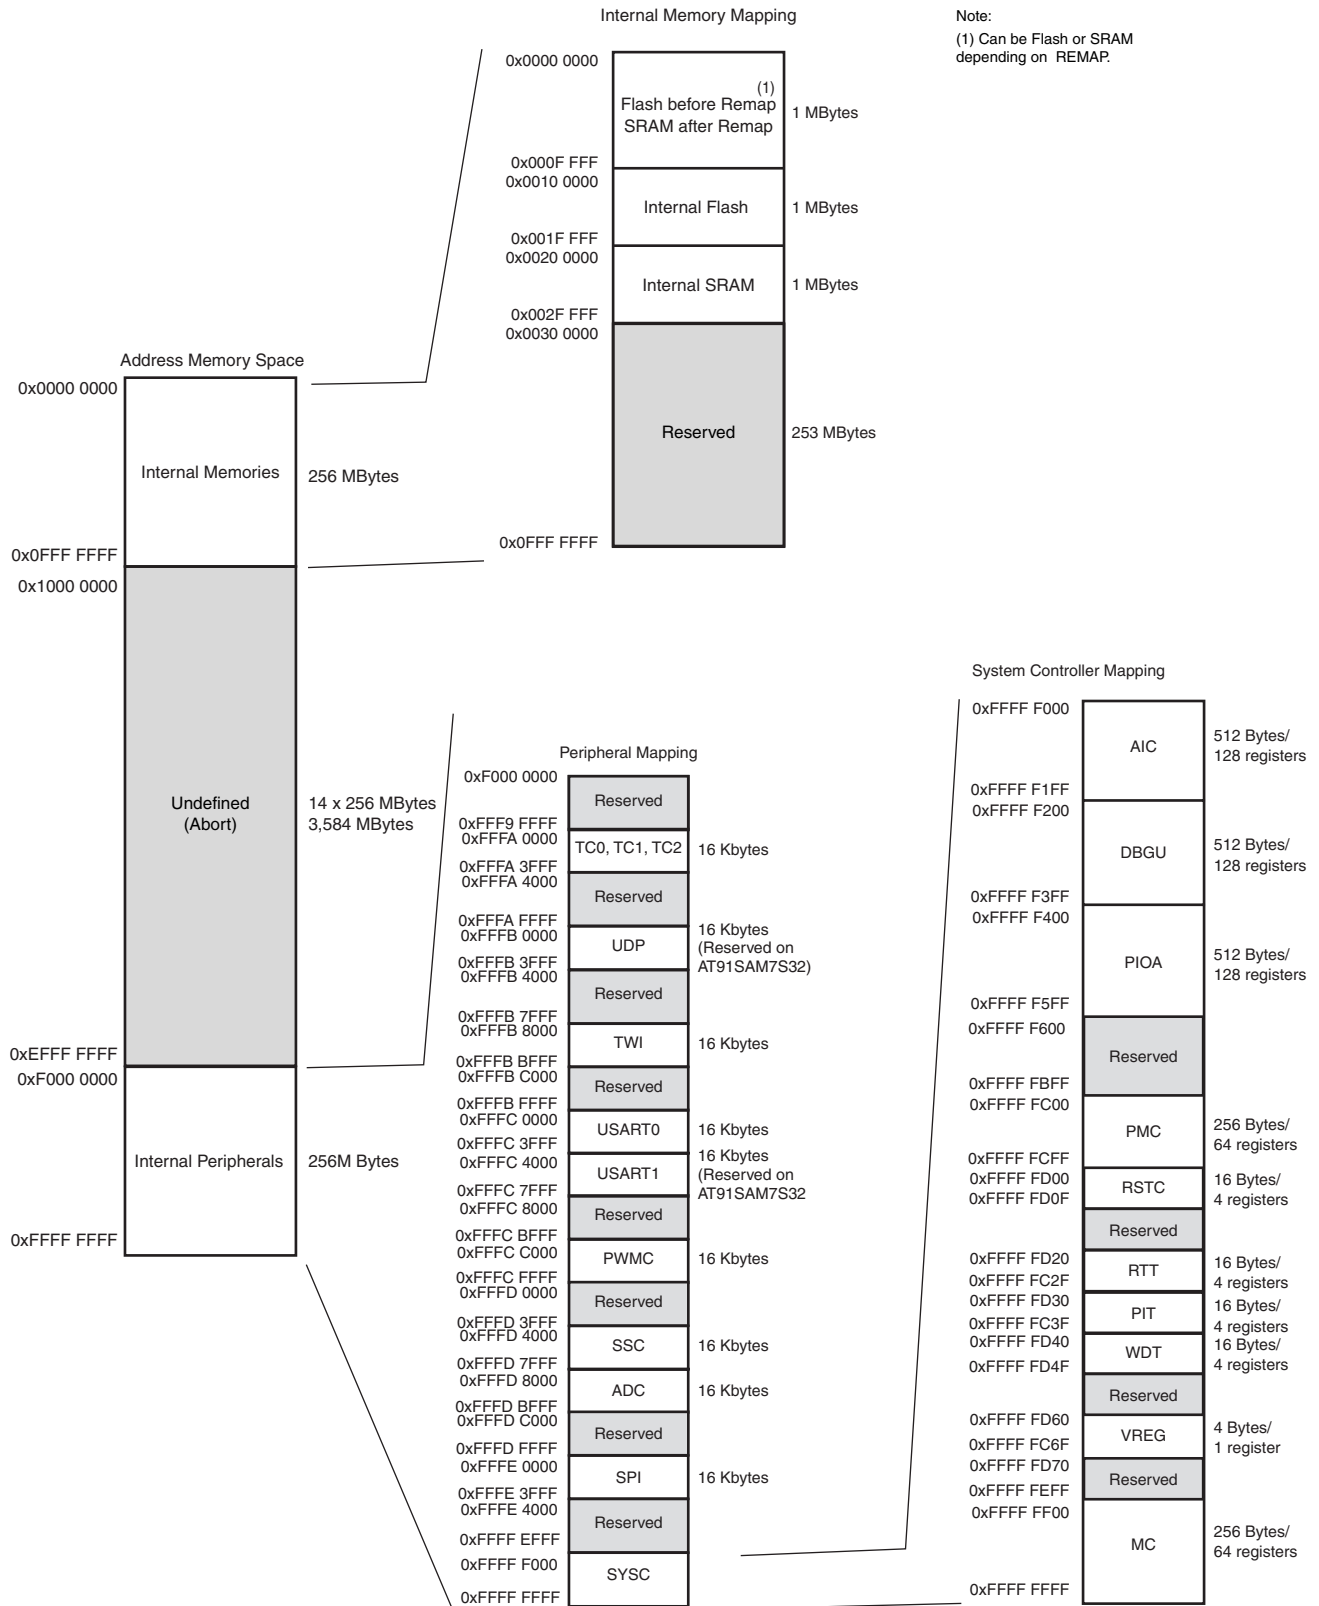 Internal Memory Mapping
Note:
(1) Can be Flash or SRAM
depending on REMAP.
0x0000 0000
(1)
Flash before Remap
SRAM after Remap
1 MBytes
0x000F FFF
0x0010 0000
Internal Flash
1 MBytes
0x001F FFF
0x0020 0000
Internal SRAM
1 MBytes
0x002F FFF
0x0030 0000
Reserved
253 MBytes
0x0FFF FFFF
Address Memory Space
0x0000 0000
Internal Memories
256 MBytes
0x0FFF FFFF
0x1000 0000
Undefined
(Abort)
14 x 256 MBytes
3,584 MBytes
0xEFFF FFFF
0xF000 0000
Internal Peripherals
256M Bytes
0xFFFF FFFF
Peripheral Mapping
0xF000 0000
Reserved
0xFFF9 FFFF
0xFFFA 0000
TC0, TC1, TC2
16 Kbytes
0xFFFA 3FFF
0xFFFA 4000
Reserved
0xFFFA FFFF
0xFFFB 0000
UDP
16 Kbytes
(Reserved on
AT91SAM7S32)
0xFFFB 3FFF
0xFFFB 4000
Reserved
0xFFFB 7FFF
0xFFFB 8000
TWI
16 Kbytes
0xFFFB BFFF
0xFFFB C000
Reserved
0xFFFB FFFF
0xFFFC 0000
USART0
16 Kbytes
0xFFFC 3FFF
0xFFFC 4000
USART1
16 Kbytes
(Reserved on
AT91SAM7S32
0xFFFC 7FFF
0xFFFC 8000
Reserved
0xFFFC BFFF
0xFFFC C000
PWMC
16 Kbytes
0xFFFC FFFF
0xFFFD 0000
Reserved
0xFFFD 3FFF
0xFFFD 4000
SSC
16 Kbytes
0xFFFD 7FFF
0xFFFD 8000
ADC
16 Kbytes
0xFFFD BFFF
0xFFFD C000
Reserved
0xFFFD FFFF
0xFFFE 0000
SPI
16 Kbytes
0xFFFE 3FFF
0xFFFE 4000
Reserved
0xFFFF EFFF
0xFFFF F000
SYSC
0xFFFF FFFF
System Controller Mapping
0xFFFF F000
AIC
512 Bytes/
128 registers
0xFFFF F1FF
0xFFFF F200
DBGU
512 Bytes/
128 registers
0xFFFF F3FF
0xFFFF F400
PIOA
512 Bytes/
128 registers
0xFFFF F5FF
0xFFFF F600
Reserved
0xFFFF FBFF
0xFFFF FC00
PMC
256 Bytes/
64 registers
0xFFFF FCFF
0xFFFF FD00
0xFFFF FD0F
RSTC
16 Bytes/
4 registers
Reserved
0xFFFF FD20
0xFFFF FC2F
RTT
16 Bytes/
4 registers
0xFFFF FD30
0xFFFF FC3F
PIT
16 Bytes/
4 registers
0xFFFF FD40
0xFFFF FD4F
WDT
16 Bytes/
4 registers
Reserved
0xFFFF FD60
0xFFFF FC6F
VREG
4 Bytes/
1 register
0xFFFF FD70
Reserved
0xFFFF FEFF
0xFFFF FF00
MC
256 Bytes/
64 registers
0xFFFF FFFF